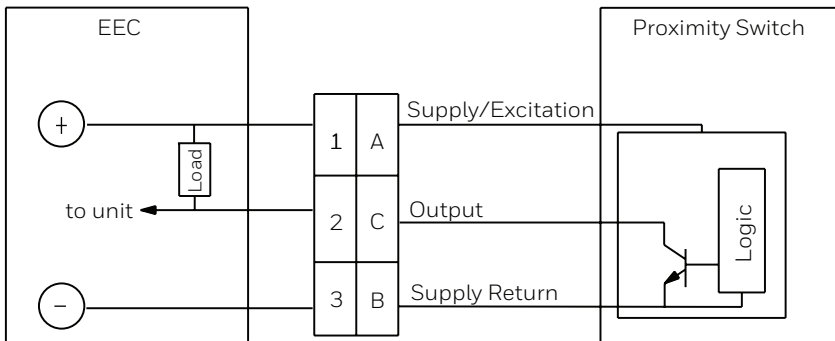 EEC
Proximity Switch
+
Supply/Excitation
1 A
Load
to unit
2 C
Output
Logic
3 B
Supply Return
−